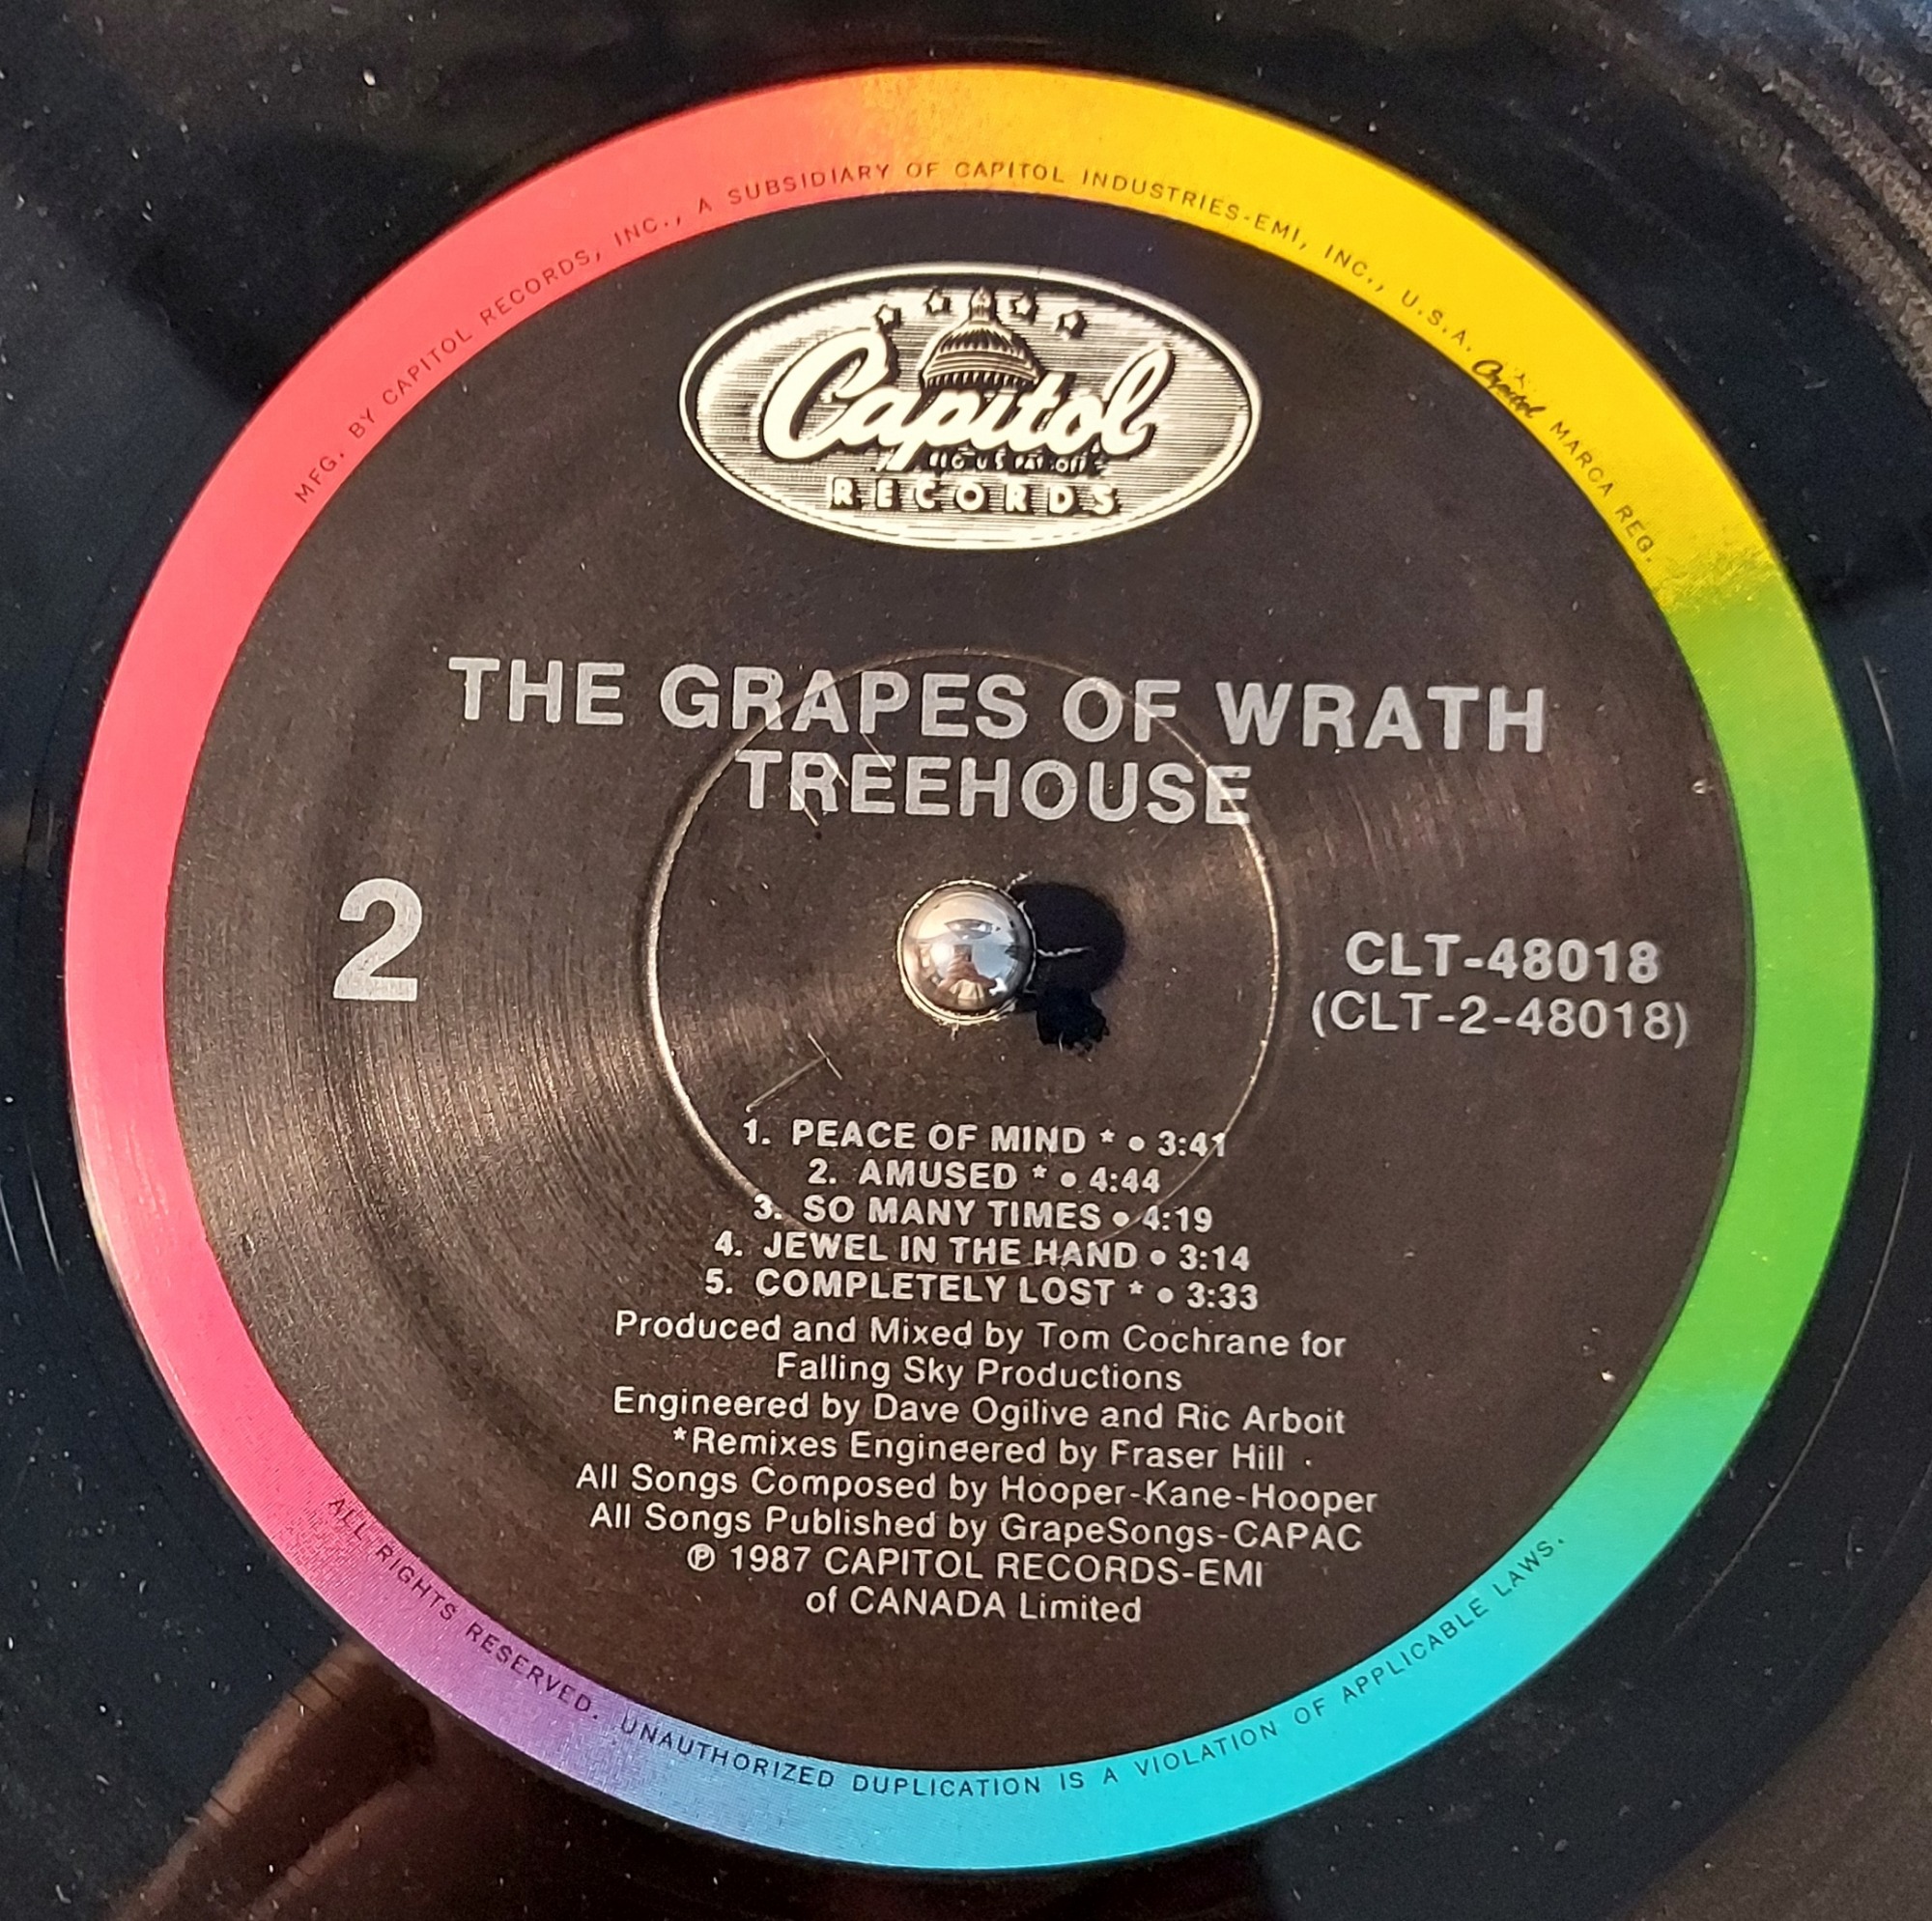 MFG. BY CAPITOL RECORDS, INC., A SUBSIDIARY OF CAPITOL INDUSTRIES-EMI, INC., U.S.A. Capitol MARCA REG.
Capitol
REG. U.S. PAT. OFF.
RECORDS
THE GRAPES OF WRATH
TREEHOUSE
2
CLT-48018
(CLT-2-48018)
1. PEACE OF MIND * • 3:41
2. AMUSED * • 4:44
3. SO MANY TIMES • 4:19
4. JEWEL IN THE HAND • 3:14
5. COMPLETELY LOST * • 3:33
Produced and Mixed by Tom Cochrane for
Falling Sky Productions
Engineered by Dave Ogilive and Ric Arboit
*Remixes Engineered by Fraser Hill
All Songs Composed by Hooper-Kane-Hooper
All Songs Published by GrapeSongs-CAPAC
℗ 1987 CAPITOL RECORDS-EMI
of CANADA Limited
ALL RIGHTS RESERVED. UNAUTHORIZED DUPLICATION IS A VIOLATION OF APPLICABLE LAWS.